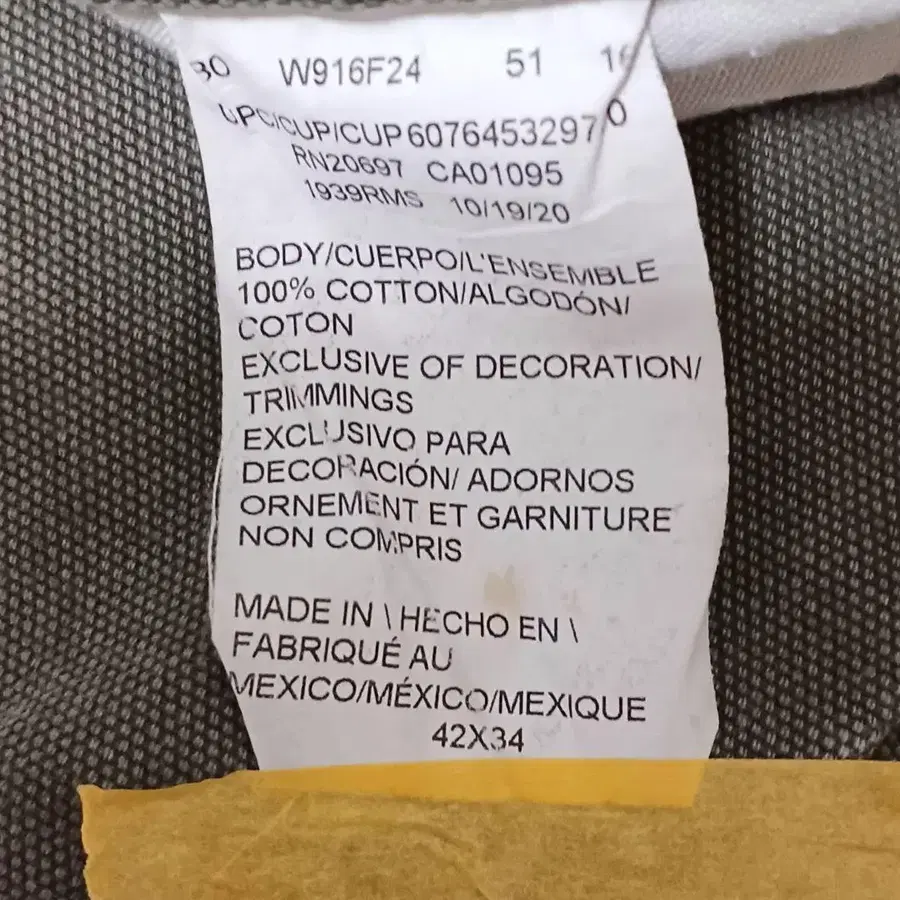 30 W916F24 51
UPC/CUP/CUP 607645329770
RN20697 CA01095
1939RMS 10/19/20
BODY/CUERPO/L'ENSEMBLE
100% COTTON/ALGODÓN/
COTON
EXCLUSIVE OF DECORATION/
TRIMMINGS
EXCLUSIVO PARA
DECORACIÓN/ ADORNOS
ORNEMENT ET GARNITURE
NON COMPRIS
MADE IN \ HECHO EN \
FABRIQUÉ AU
MEXICO/MÉXICO/MEXIQUE
42X34